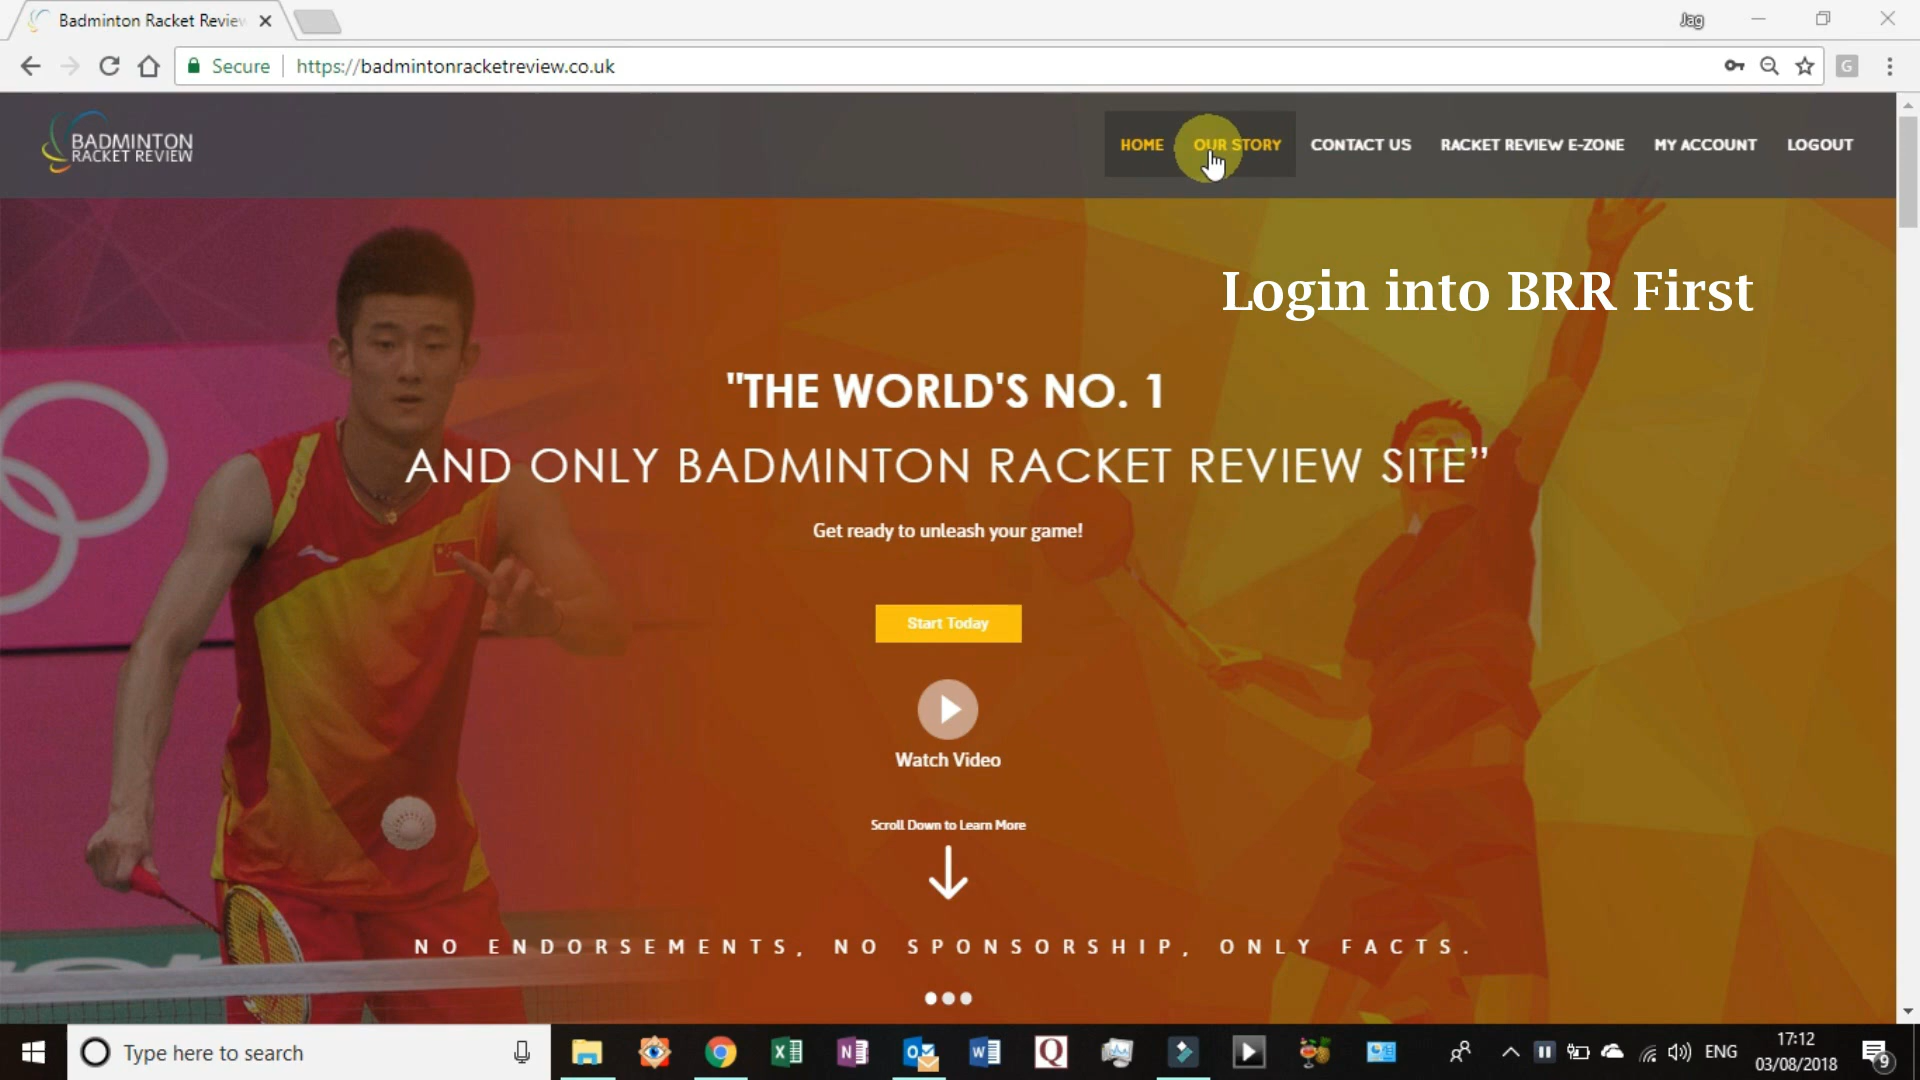 Badminton Racket Review
Jag
Secure
https://badmintonracketreview.co.uk
G
BADMINTON
RACKET REVIEW
HOME
OUR STORY
CONTACT US
RACKET REVIEW E-ZONE
MY ACCOUNT
LOGOUT
Login into BRR First
"THE WORLD'S NO. 1
AND ONLY BADMINTON RACKET REVIEW SITE”
Get ready to unleash your game!
Start Today
Watch Video
Scroll Down to Learn More
NO ENDORSEMENTS, NO SPONSORSHIP, ONLY FACTS.
Type here to search
Q
ENG
17:12
03/08/2018
9